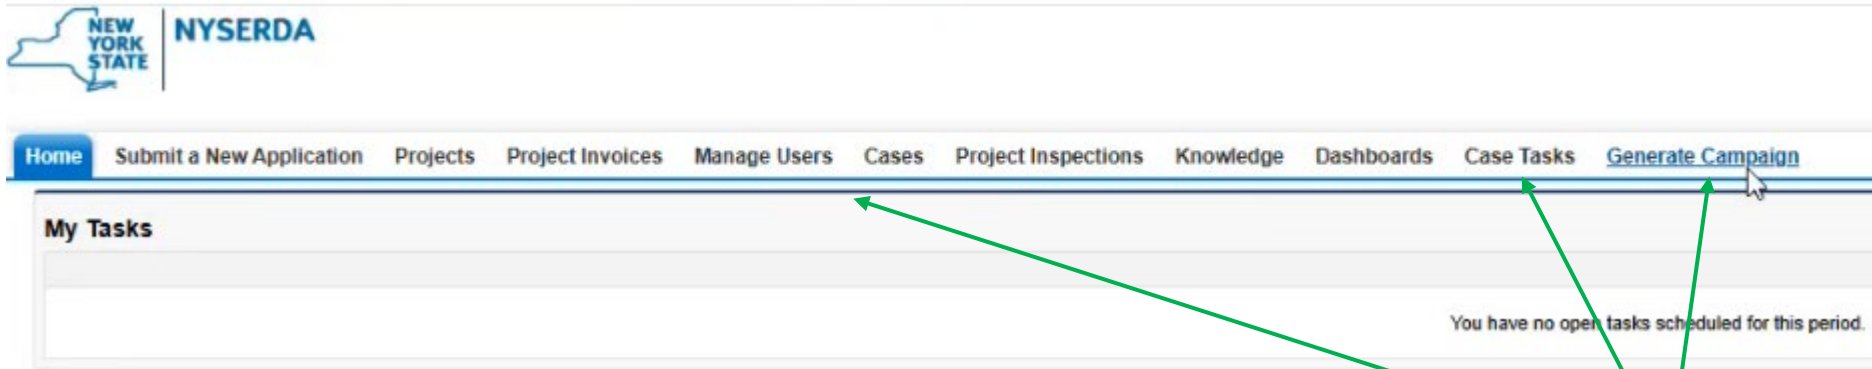 NEW
YORK
STATE
NYSERDA
Home Submit a New Application Projects Project Invoices Manage Users Cases Project Inspections Knowledge Dashboards Case Tasks Generate Campaign
My Tasks
You have no open tasks scheduled for this period.